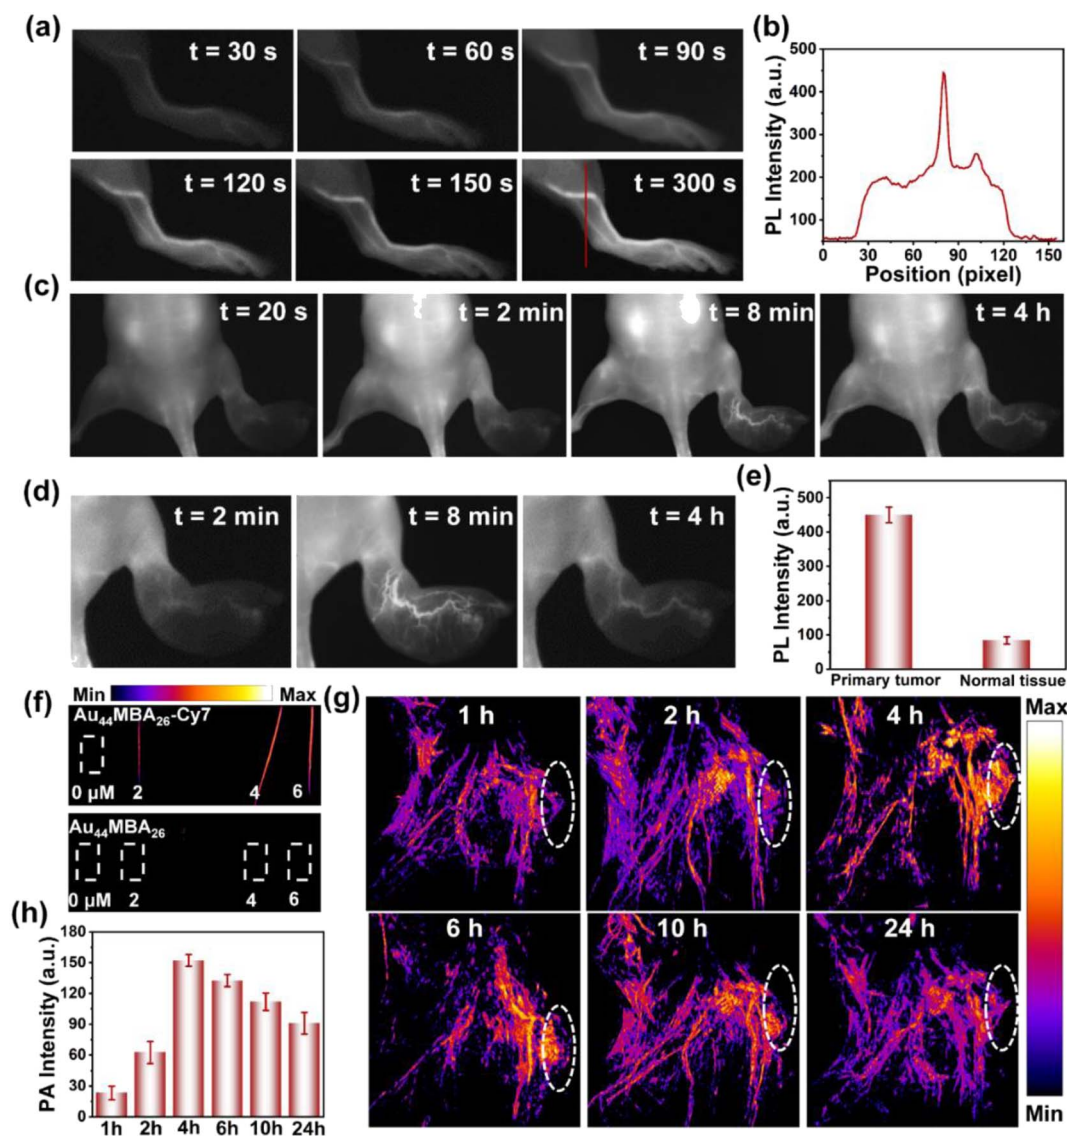 (a)
t = 30 s
t = 60 s
t = 90 s
t = 120 s
t = 150 s
t = 300 s
(b)
500
400
300
200
100
0
30
60
90
120
150
PL Intensity (a.u.)
Position (pixel)
(c)
t = 20 s
t = 2 min
t = 8 min
t = 4 h
(d)
t = 2 min
t = 8 min
t = 4 h
(e)
500
400
300
200
100
0
PL Intensity (a.u.)
Primary tumor
Normal tissue
(f)
Min
Max
Au₄₄MBA₂₆-Cy7
0 μM
2
4
6
Au₄₄MBA₂₆
0 μM
2
4
6
(g)
1 h
2 h
4 h
6 h
10 h
24 h
Max
Min
(h)
180
150
120
90
60
30
0
PA Intensity (a.u.)
1h
2h
4h
6h
10h
24h